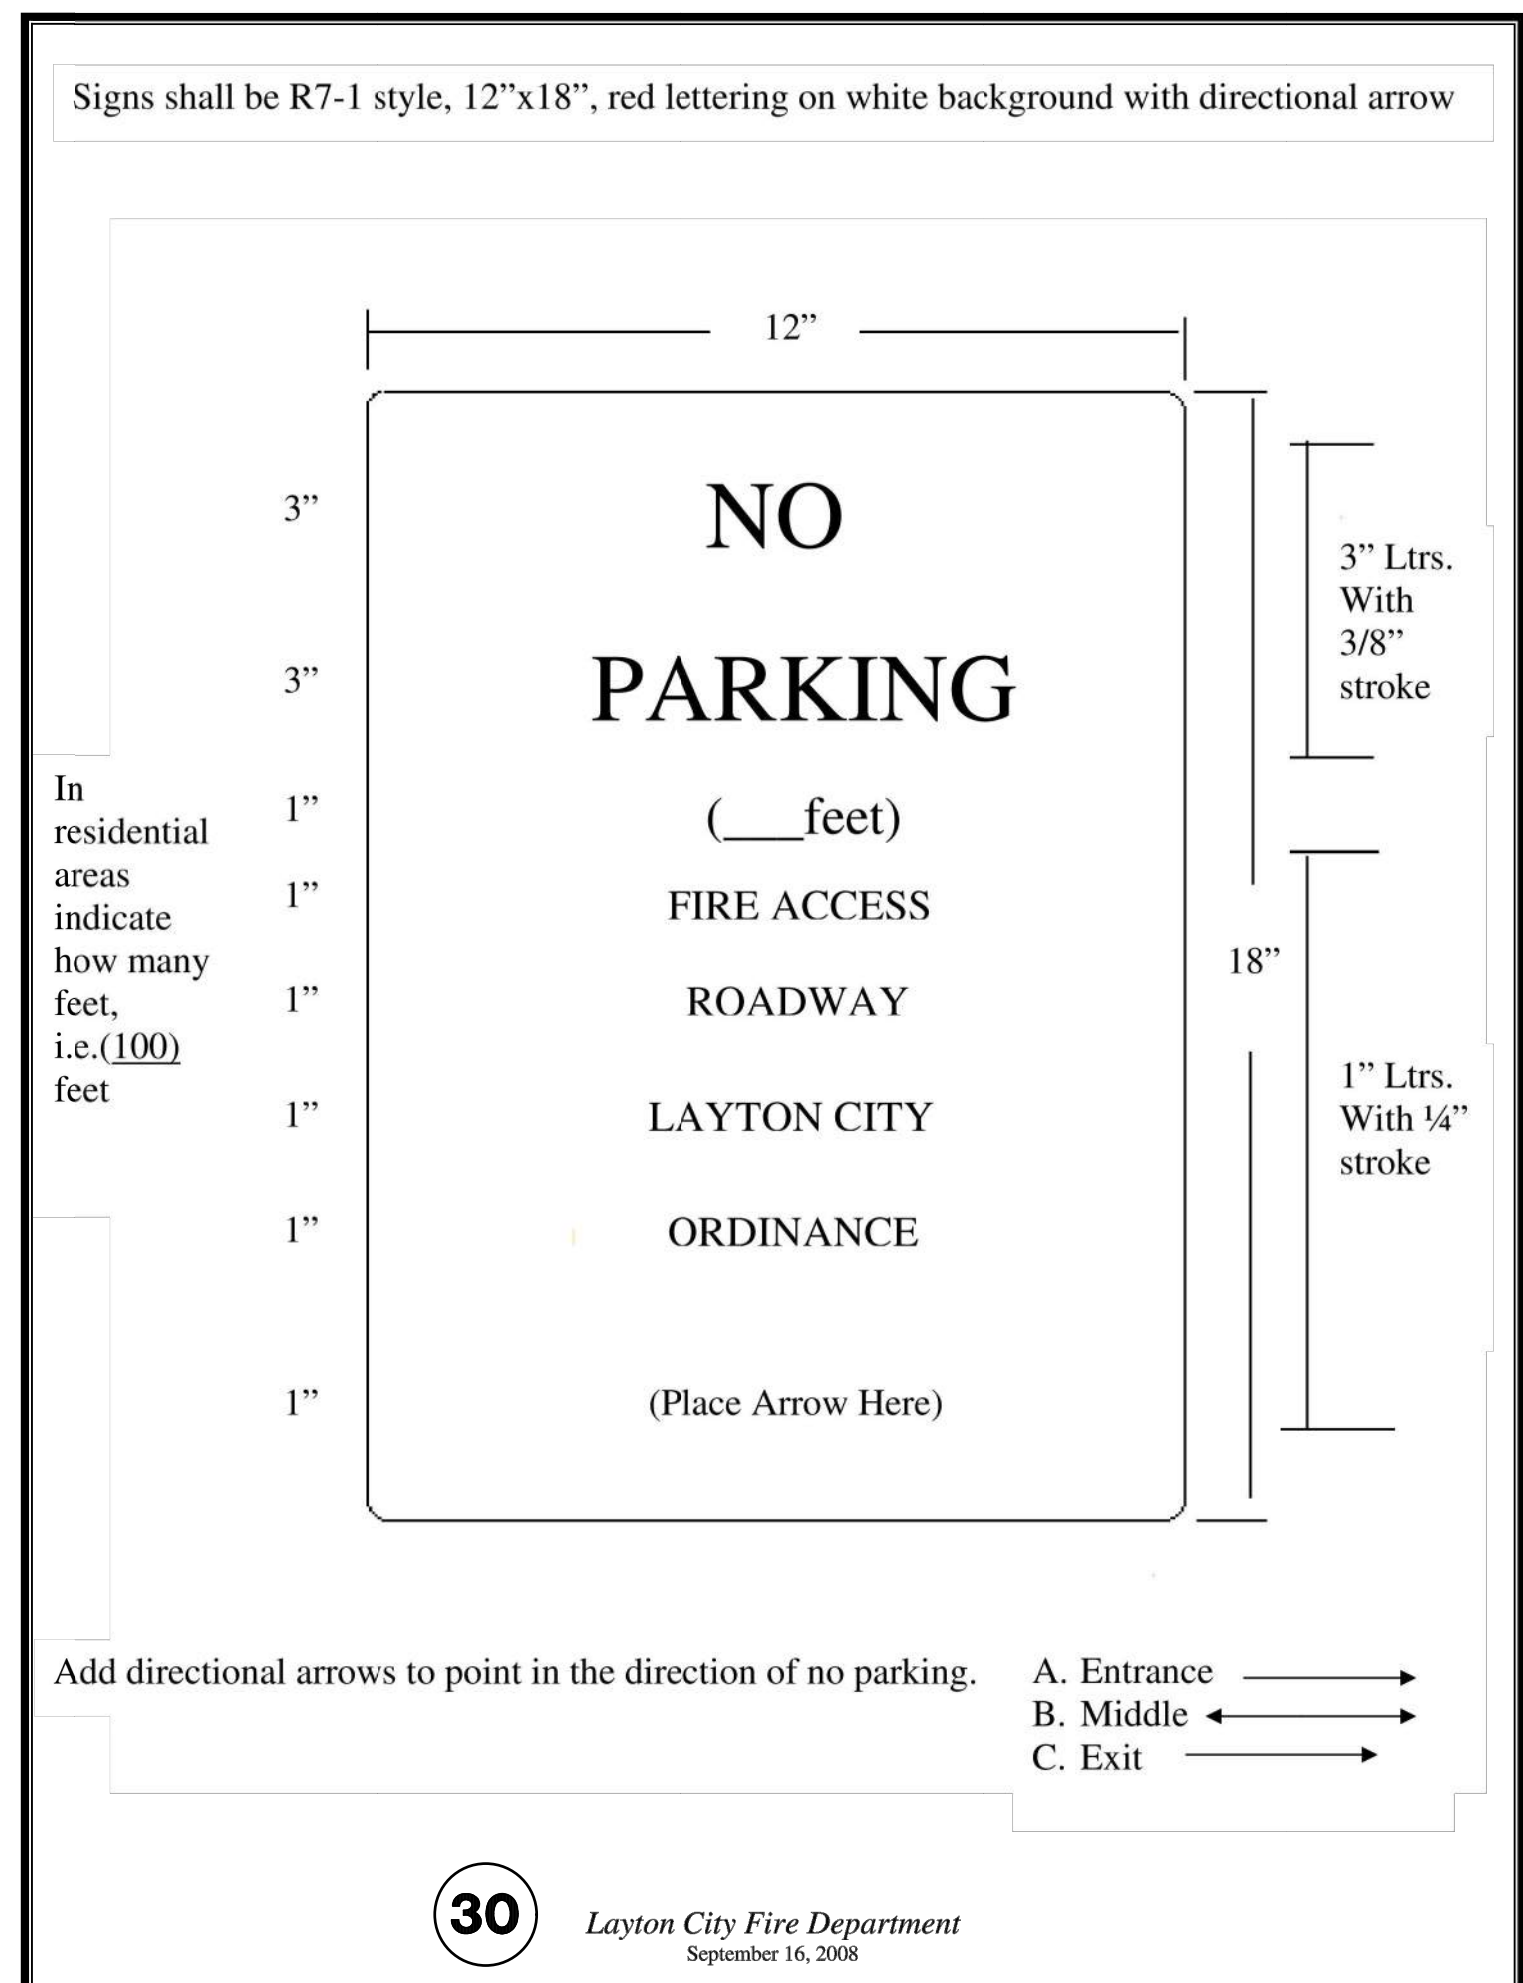 Signs shall be R7-1 style, 12”x18”, red lettering on white background with directional arrow
12”
3”
NO
3”
PARKING
3” Ltrs.
With
3/8”
stroke
In
residential
areas
indicate
how many
feet,
i.e.(100)
feet
1”
(___feet)
1”
FIRE ACCESS
1”
ROADWAY
18”
1”
LAYTON CITY
1” Ltrs.
With ¼”
stroke
1”
ORDINANCE
1”
(Place Arrow Here)
Add directional arrows to point in the direction of no parking.
A. Entrance
B. Middle
C. Exit
30
Layton City Fire Department
September 16, 2008